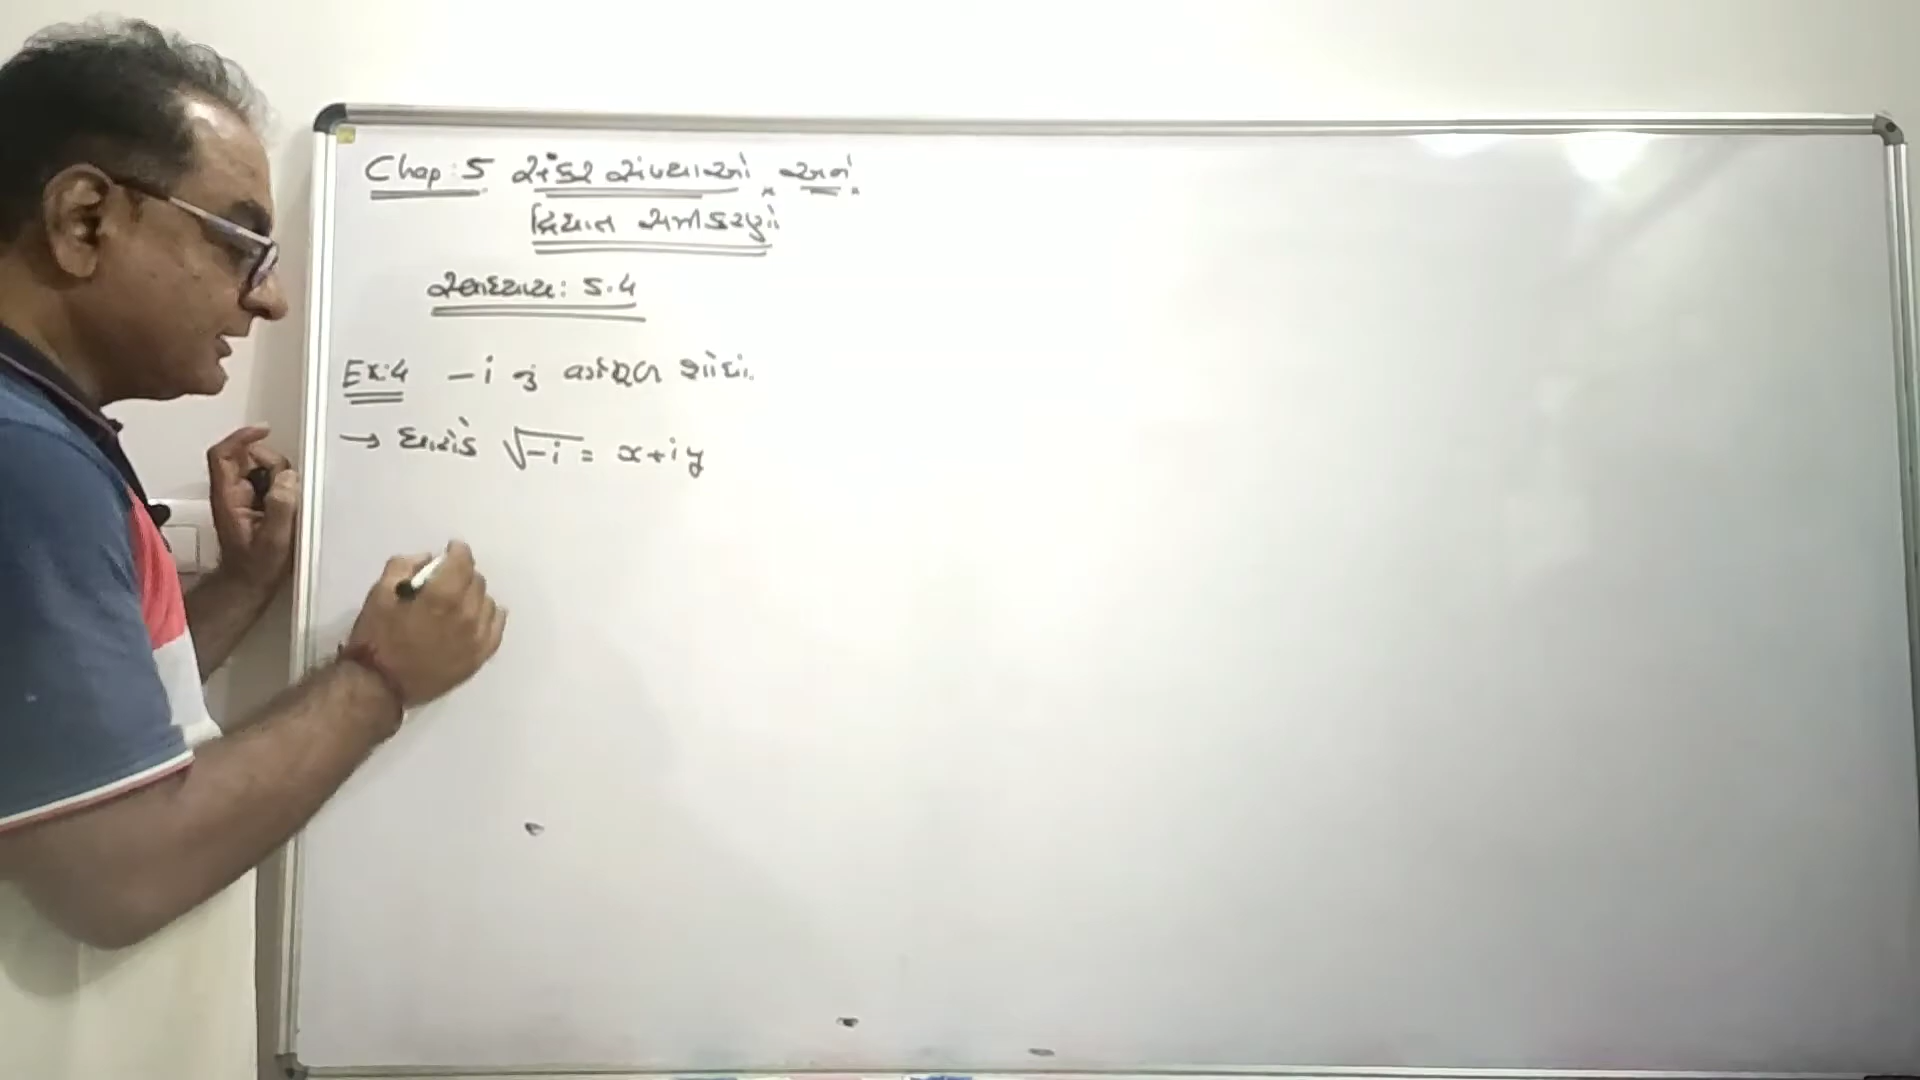 Chap: 5 સંકર સંખ્યાઓ અને
દ્વિઘાત સમીકરણો
સ્વાધ્યાય: 5.4
Ex:4 -i નું વર્ગમૂળ શોધો.
→ ધારોકે √-i = x+iy